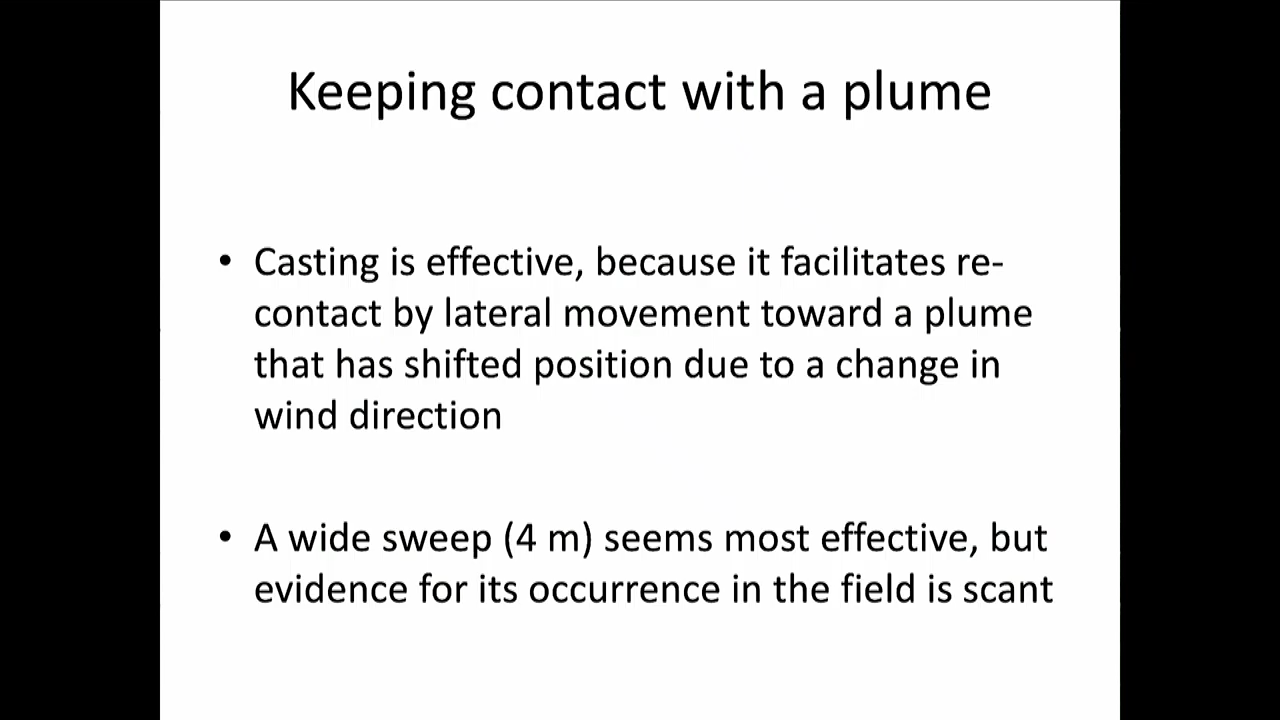 Keeping contact with a plume
• Casting is effective, because it facilitates re-
contact by lateral movement toward a plume
that has shifted position due to a change in
wind direction
• A wide sweep (4 m) seems most effective, but
evidence for its occurrence in the field is scant